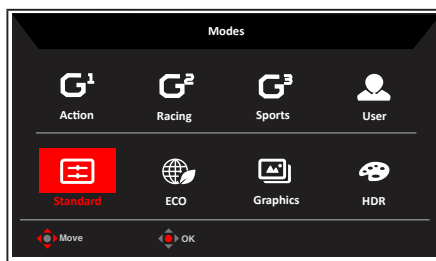 Modes
G¹ G² G³
Action Racing Sports User
Standard ECO Graphics HDR
Move OK